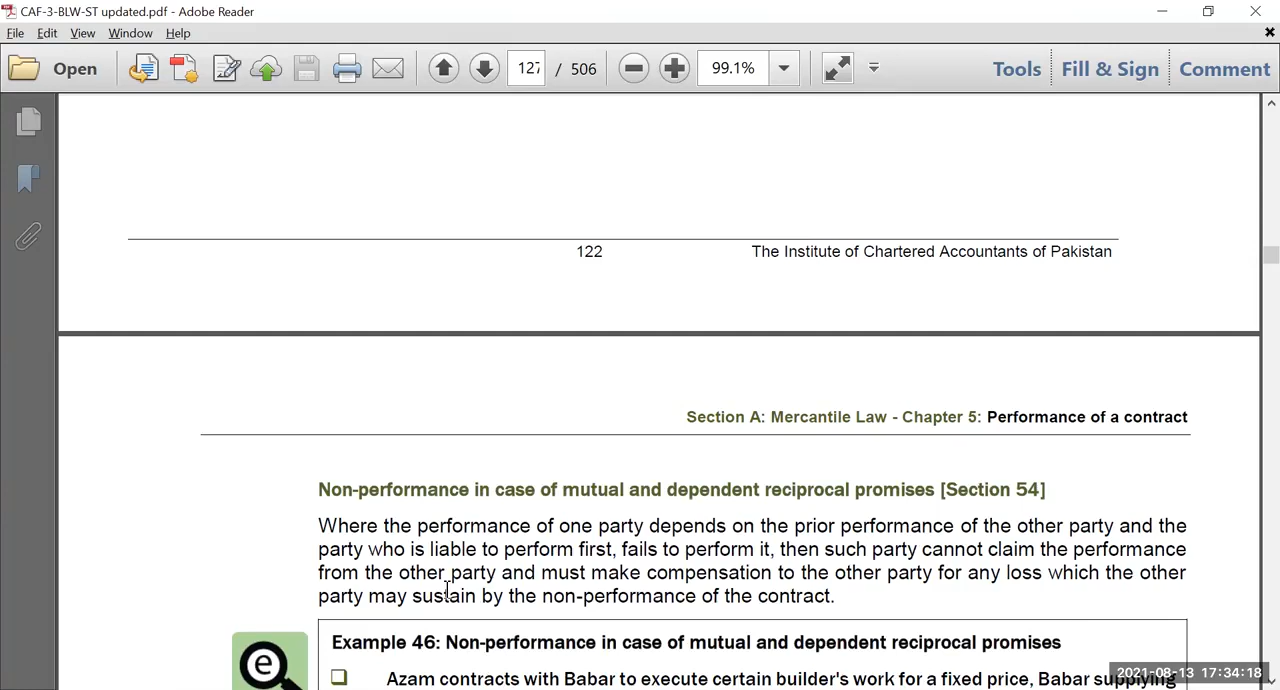 CAF-3-BLW-ST updated.pdf - Adobe Reader
File Edit View Window Help
Open 127 / 506 99.1% Tools Fill & Sign Comment
122 The Institute of Chartered Accountants of Pakistan
Section A: Mercantile Law - Chapter 5: Performance of a contract
Non-performance in case of mutual and dependent reciprocal promises [Section 54]
Where the performance of one party depends on the prior performance of the other party and the
party who is liable to perform first, fails to perform it, then such party cannot claim the performance
from the other party and must make compensation to the other party for any loss which the other
party may sustain by the non-performance of the contract.
Example 46: Non-performance in case of mutual and dependent reciprocal promises
e
Azam contracts with Babar to execute certain builder's work for a fixed price, Babar supplying
2021-08-13 17:34:18